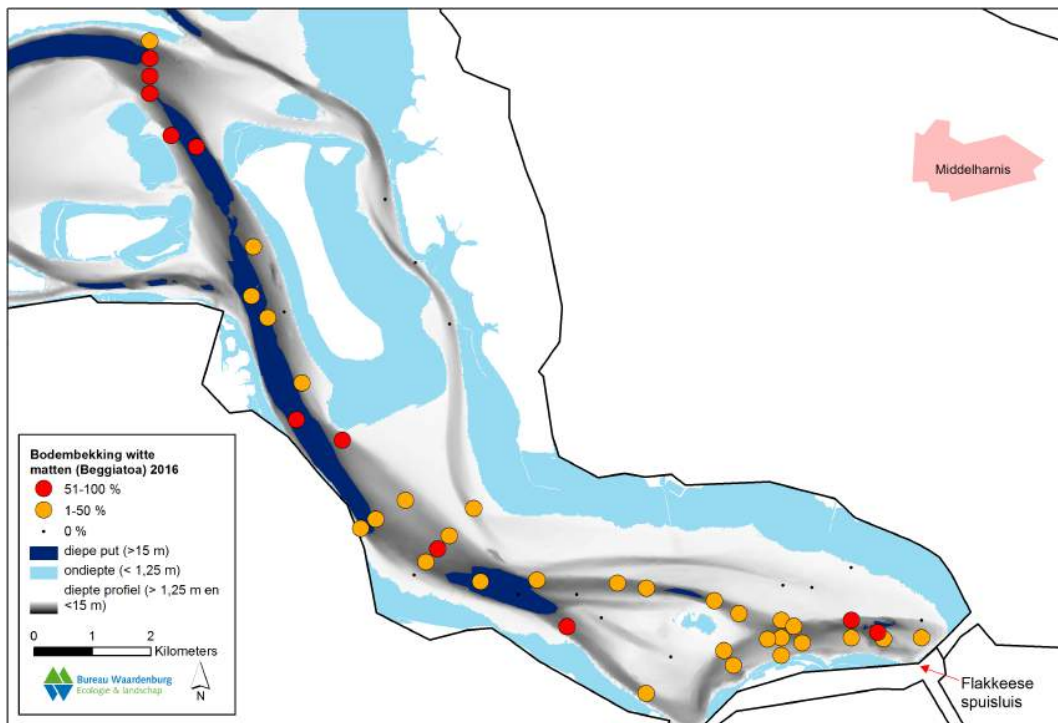 Middelharnis
Bodembekking witte
matten (Beggiatoa) 2016
51-100 %
1-50 %
0 %
diepe put (>15 m)
ondiepte (< 1,25 m)
diepte profiel (> 1,25 m en
<15 m)
0 1 2
Kilometers
Bureau Waardenburg
Ecologie & landschap
N
Flakkeese
spuisluis